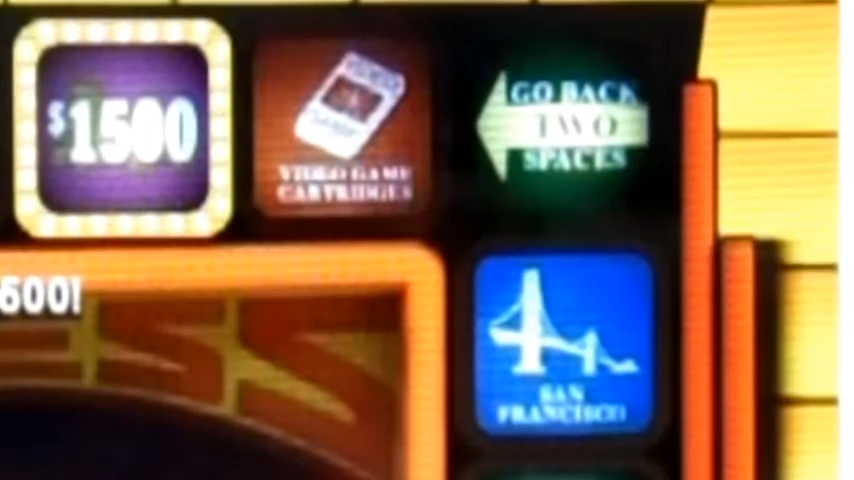 $1500
VIDEO GAME
CARTRIDGES
GO BACK
TWO
SPACES
600!
SAN
FRANCISCO